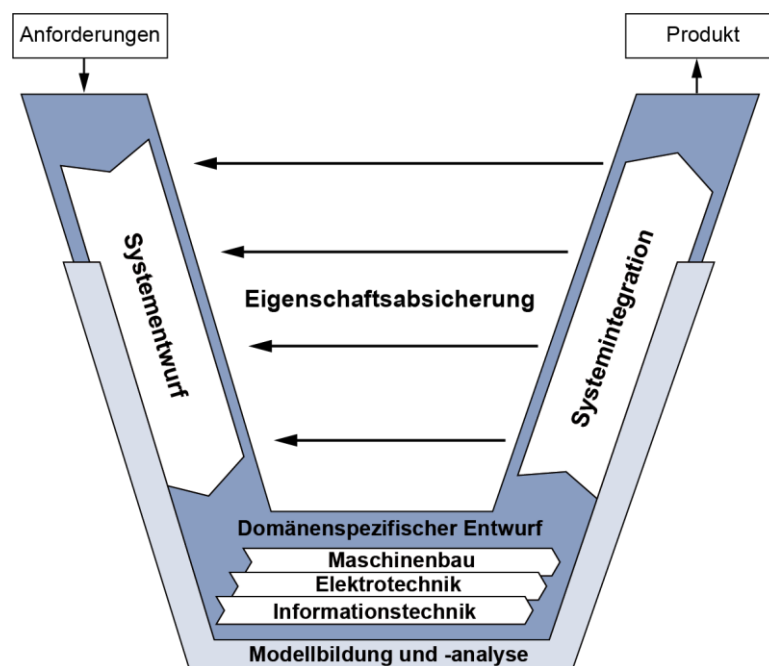 Anforderungen
Produkt
Systementwurf
Eigenschaftsabsicherung
Systemintegration
Domänenspezifischer Entwurf
Maschinenbau
Elektrotechnik
Informationstechnik
Modellbildung und -analyse